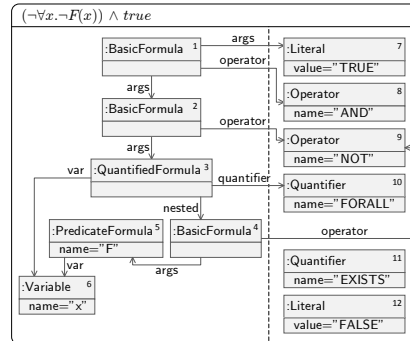 (¬∀x.¬F(x)) ∧ true
:BasicFormula 1
args
:Literal 7
value="TRUE"
operator
args
:Operator 8
name="AND"
:BasicFormula 2
operator
:Operator 9
name="NOT"
args
var
:QuantifiedFormula 3
quantifier
:Quantifier 10
name="FORALL"
nested
:PredicateFormula 5
name="F"
:BasicFormula 4
operator
var
args
:Quantifier 11
name="EXISTS"
:Variable 6
name="x"
:Literal 12
value="FALSE"